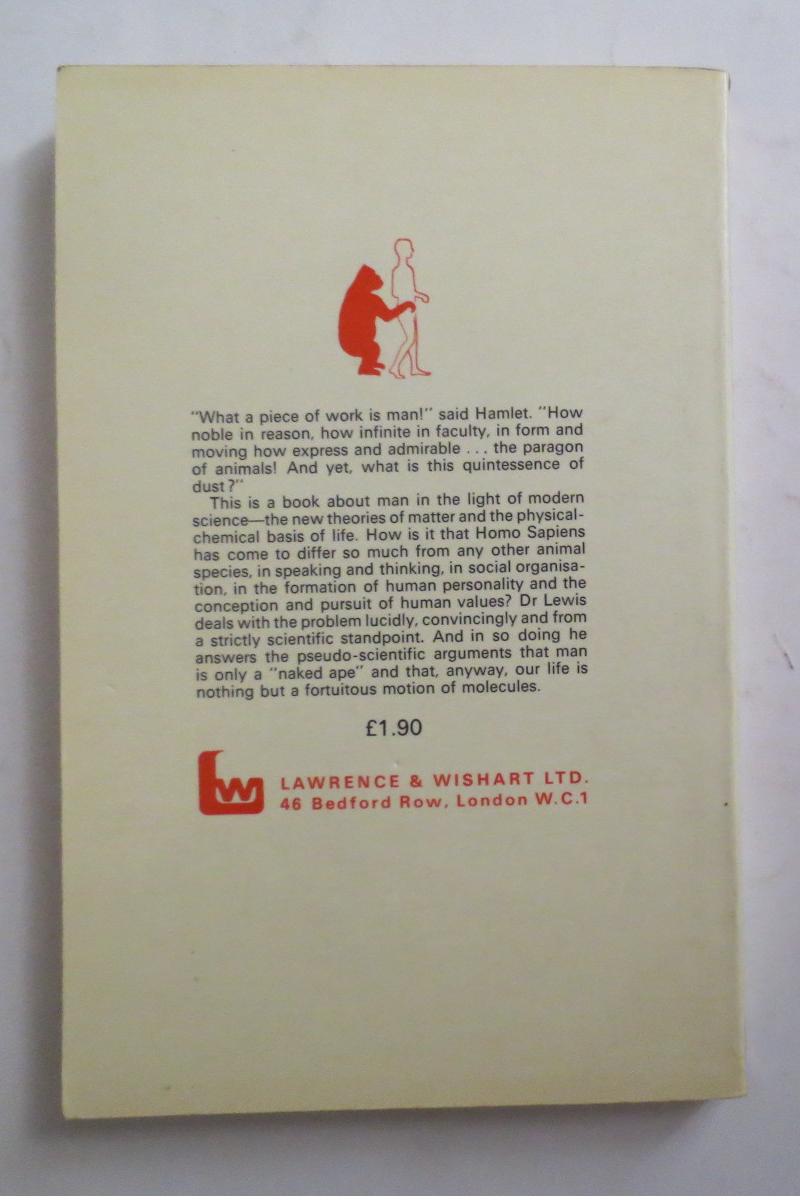 "What a piece of work is man!" said Hamlet. "How
noble in reason, how infinite in faculty, in form and
moving how express and admirable . . . the paragon
of animals! And yet, what is this quintessence of
dust?"
This is a book about man in the light of modern
science—the new theories of matter and the physical-
chemical basis of life. How is it that Homo Sapiens
has come to differ so much from any other animal
species, in speaking and thinking, in social organisa-
tion, in the formation of human personality and the
conception and pursuit of human values? Dr Lewis
deals with the problem lucidly, convincingly and from
a strictly scientific standpoint. And in so doing he
answers the pseudo-scientific arguments that man
is only a "naked ape" and that, anyway, our life is
nothing but a fortuitous motion of molecules.
£1.90
Lw
LAWRENCE & WISHART LTD.
46 Bedford Row, London W.C.1